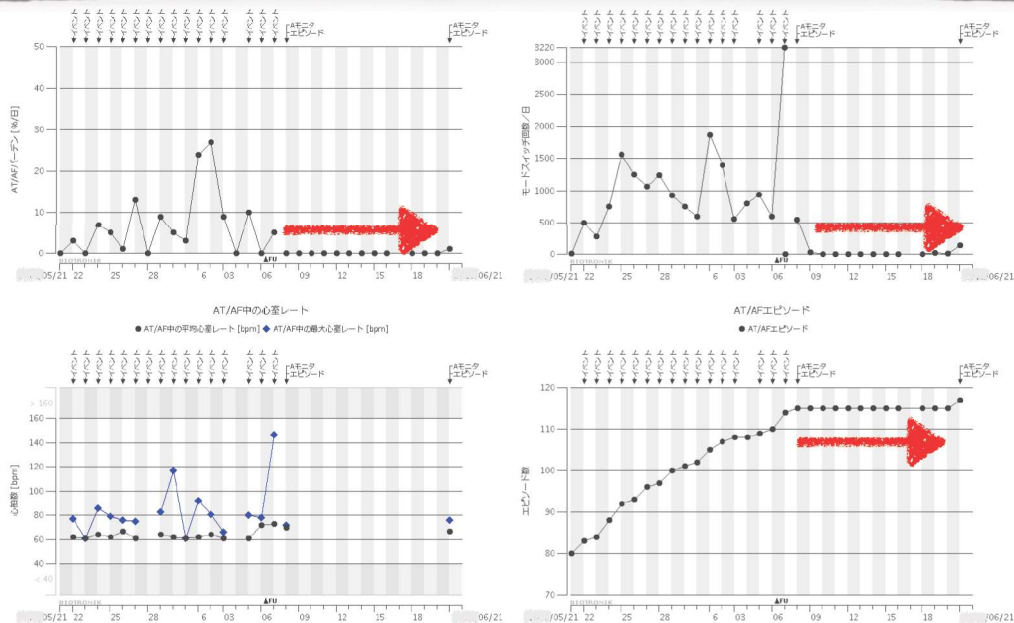 Aモニタ
エピソード
Aモニタ
エピソード
AT/AFバーデン [%/日]
50
40
30
20
10
0
BIOTRONIK
05/21 22 25 28 6 03 06 09 12 15 18 06/21
FU
Aモニタ
エピソード
Aモニタ
エピソード
モードスイッチ回数/日
3220
3000
2500
2000
1500
1000
500
0
BIOTRONIK
05/21 22 25 28 6 03 06 09 12 15 18 06/21
FU
AT/AF中の心室レート
AT/AF中の平均心室レート [bpm] AT/AF中の最大心室レート [bpm]
Aモニタ
エピソード
Aモニタ
エピソード
心拍数 [bpm]
> 160
160
140
120
100
80
60
40
< 40
BIOTRONIK
05/21 22 25 28 6 03 06 09 12 15 18 06/21
FU
AT/AFエピソード
AT/AFエピソード
Aモニタ
エピソード
Aモニタ
エピソード
エピソード数
120
110
100
90
80
70
BIOTRONIK
05/21 22 25 28 6 03 06 09 12 15 18 06/21
FU